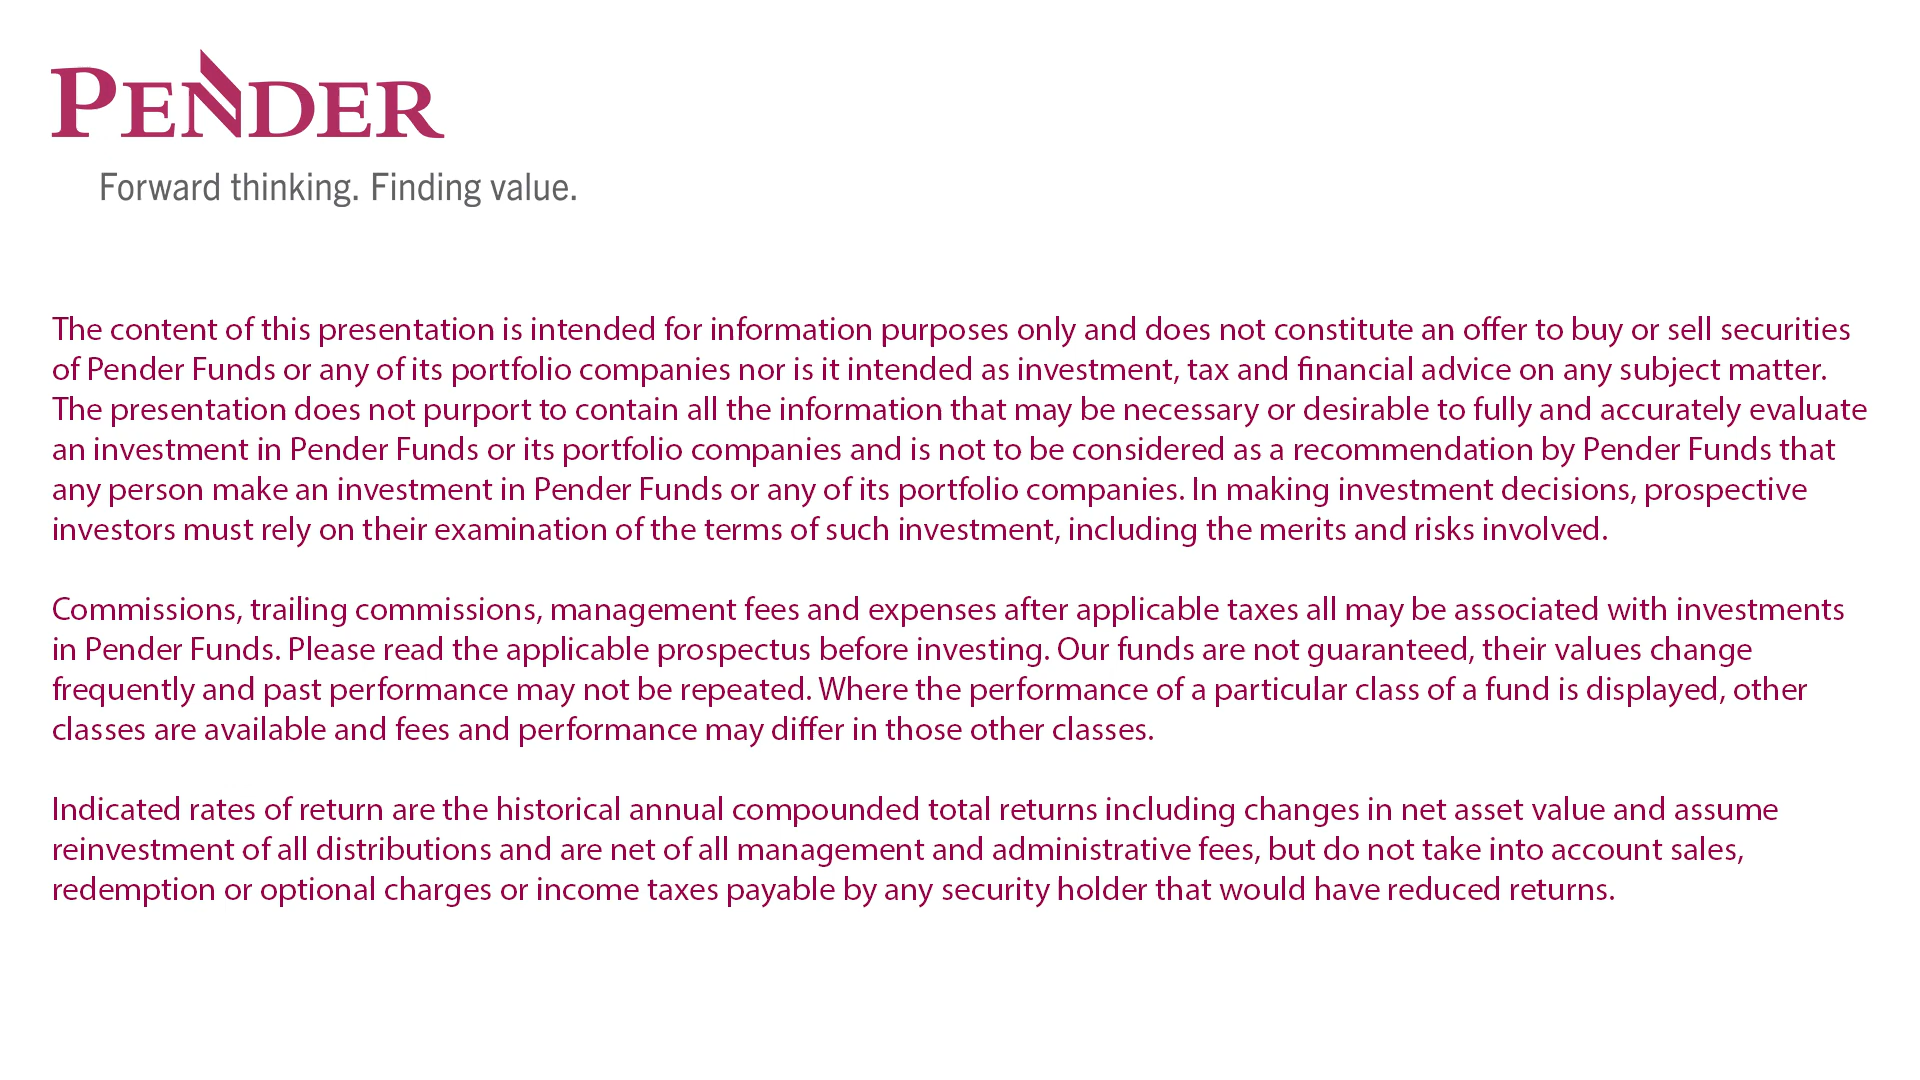 PENDER
Forward thinking. Finding value.
The content of this presentation is intended for information purposes only and does not constitute an offer to buy or sell securities
of Pender Funds or any of its portfolio companies nor is it intended as investment, tax and financial advice on any subject matter.
The presentation does not purport to contain all the information that may be necessary or desirable to fully and accurately evaluate
an investment in Pender Funds or its portfolio companies and is not to be considered as a recommendation by Pender Funds that
any person make an investment in Pender Funds or any of its portfolio companies. In making investment decisions, prospective
investors must rely on their examination of the terms of such investment, including the merits and risks involved.
Commissions, trailing commissions, management fees and expenses after applicable taxes all may be associated with investments
in Pender Funds. Please read the applicable prospectus before investing. Our funds are not guaranteed, their values change
frequently and past performance may not be repeated. Where the performance of a particular class of a fund is displayed, other
classes are available and fees and performance may differ in those other classes.
Indicated rates of return are the historical annual compounded total returns including changes in net asset value and assume
reinvestment of all distributions and are net of all management and administrative fees, but do not take into account sales,
redemption or optional charges or income taxes payable by any security holder that would have reduced returns.